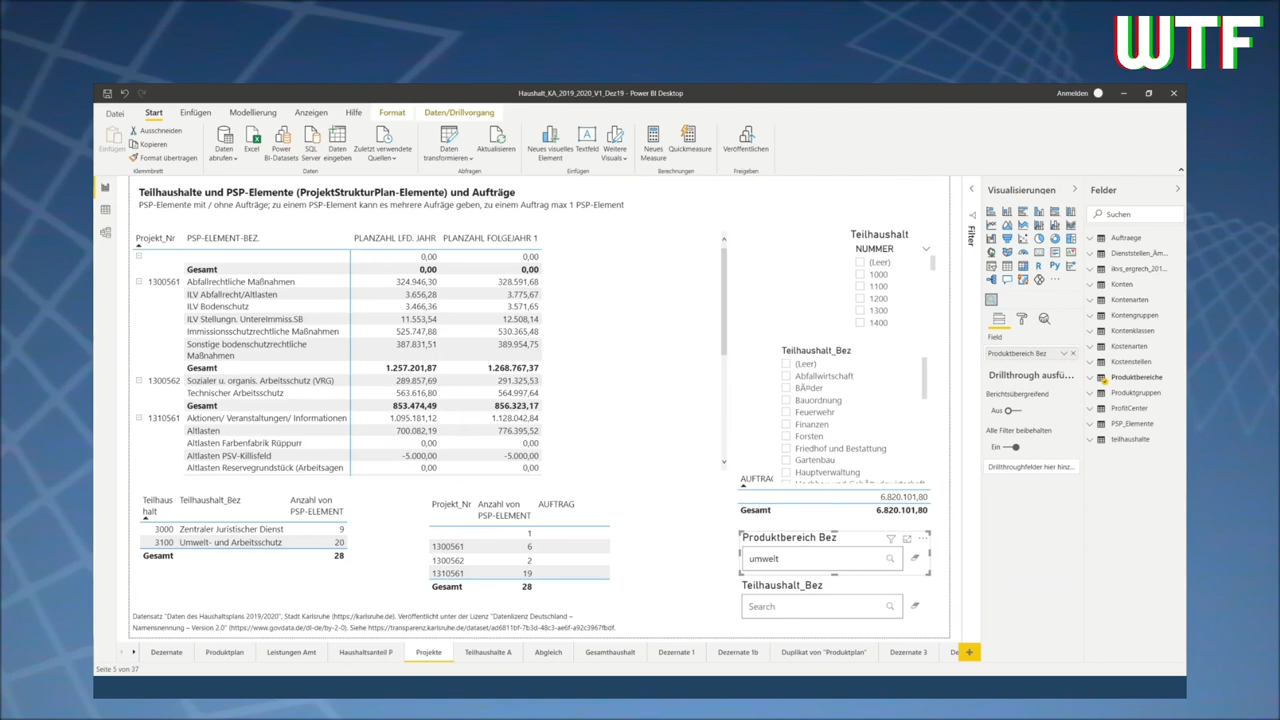 WTF
Haushalt_KA_2019_2020_V1_Dez19 - Power BI Desktop
Anmelden
Datei Start Einfügen Modellierung Anzeigen Hilfe Format Daten/Drillvorgang
Einfügen
Ausschneiden
Kopieren
Format übertragen
Daten abrufen
Excel
Power BI-Datasets
SQL Server
Daten eingeben
Zuletzt verwendete Quellen
Daten transformieren
Aktualisieren
Neues visuelles Element
Textfeld
Weitere Visuals
Neues Measure
Quickmeasure
Veröffentlichen
Klemmbrett Daten Abfragen Einfügen Berechnungen Freigeben
Teilhaushalte und PSP-Elemente (ProjektStrukturPlan-Elemente) und Aufträge
PSP-Elemente mit / ohne Aufträge; zu einem PSP-Element kann es mehrere Aufräge geben, zu einem Auftrag max 1 PSP-Element
Projekt_Nr PSP-ELEMENT-BEZ. PLANZAHL LFD. JAHR PLANZAHL FOLGEJAHR 1
0,00 0,00
Gesamt 0,00 0,00
1300561 Abfallrechtliche Maßnahmen 324.946,30 328.591,68
ILV Abfallrecht/Altlasten 3.656,28 3.775,67
ILV Bodenschutz 3.466,36 3.571,65
ILV Stellungn. UntereImmiss.SB 11.553,54 12.508,14
Immissionsschutzrechtliche Maßnahmen 525.747,88 530.365,48
Sonstige bodenschutzrechtliche 387.831,51 389.954,75
Maßnahmen
Gesamt 1.257.201,87 1.268.767,37
1300562 Sozialer u. organis. Arbeitsschutz (VRG) 289.857,69 291.325,53
Technischer Arbeitsschutz 563.616,80 564.997,64
Gesamt 853.474,49 856.323,17
1310561 Aktionen/ Veranstaltungen/ Informationen 1.095.181,12 1.128.042,84
Altlasten 700.082,19 776.395,52
Altlasten Farbenfabrik Rüppurr 0,00 0,00
Altlasten PSV-Killisfeld -5.000,00 -5.000,00
Altlasten Reservegrundstück (Arbeitsagen 0,00 0,00
Teilhaus Teilhaushalt_Bez Anzahl von
halt PSP-ELEMENT
3000 Zentraler Juristischer Dienst 9
3100 Umwelt- und Arbeitsschutz 20
Gesamt 28
Projekt_Nr Anzahl von AUFTRAG
PSP-ELEMENT
1
1300561 6
1300562 2
1310561 19
Gesamt 28
Teilhaushalt
NUMMER
(Leer)
1000
1100
1200
1300
1400
Teilhaushalt_Bez
(Leer)
Abfallwirtschaft
BÃ¤der
Bauordnung
Feuerwehr
Finanzen
Forsten
Friedhof und Bestattung
Gartenbau
Hauptverwaltung
AUFTRAG
6.820.101,80
Gesamt 6.820.101,80
Produktbereich Bez
umwelt
Teilhaushalt_Bez
Search
Datensatz "Daten des Haushaltsplans 2019/2020", Stadt Karlsruhe (https://karlsruhe.de). Veröffentlicht unter der Lizenz "Datenlizenz Deutschland –
Namensnennung – Version 2.0" (https://www.govdata.de/dl-de/by-2-0). Siehe https://transparenz.karlsruhe.de/dataset/ad6811bf-7b3d-48c3-ae6f-a92c3967fbdf.
Filter
Visualisierungen
R Py
Field
Produktbereich Bez
Drillthrough ausfü...
Berichtsübergreifend
Aus
Alle Filter beibehalten
Ein
Drillthroughfelder hier hinz...
Felder
Suchen
Auftraege
Dienststellen_Äm...
ikvs_ergrech_201...
Konten
Kontenarten
Kontengruppen
Kontenklassen
Kostenarten
Kostenstellen
Produktbereiche
Produktgruppen
ProfitCenter
PSP_Elemente
teilhaushalte
Dezernate Produktplan Leistungen Amt Haushaltsanteil P Projekte Teilhaushalte A Abgleich Gesamthaushalt Dezernate 1 Dezernate 1b Duplikat von "Produktplan" Dezernate 3 De
Seite 5 von 37